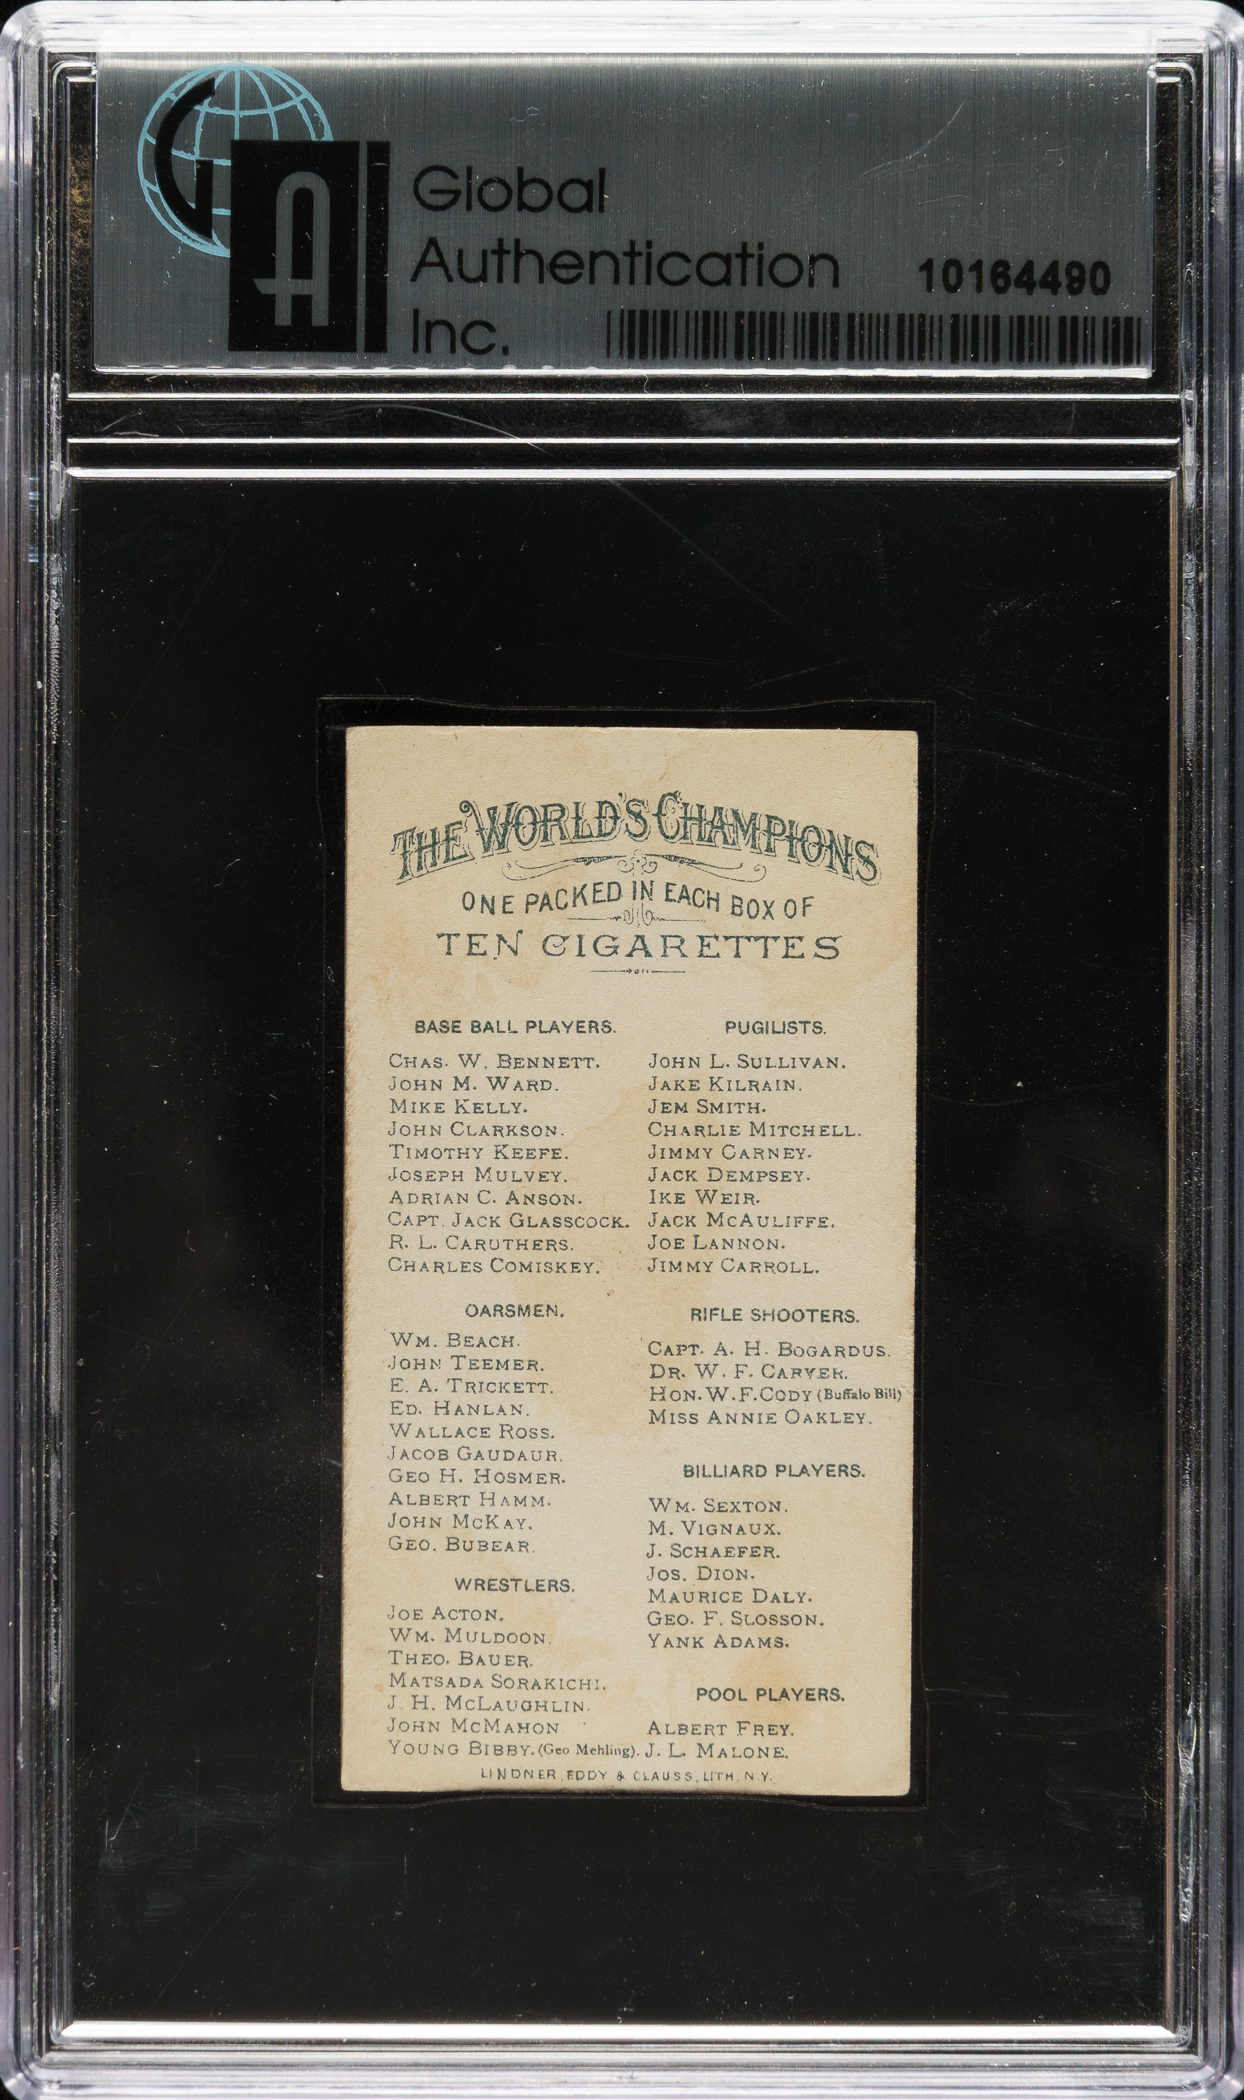 GA
Global
Authentication
Inc.
10164490
THE WORLD'S CHAMPIONS
ONE PACKED IN EACH BOX OF
TEN CIGARETTES
BASE BALL PLAYERS.
CHAS. W. BENNETT.
JOHN M. WARD.
MIKE KELLY.
JOHN CLARKSON.
TIMOTHY KEEFE.
JOSEPH MULVEY.
ADRIAN C. ANSON.
CAPT. JACK GLASSCOCK.
R. L. CARUTHERS.
CHARLES COMISKEY.
OARSMEN.
WM. BEACH.
JOHN TEEMER.
E. A. TRICKETT.
ED. HANLAN.
WALLACE ROSS.
JACOB GAUDAUR.
GEO H. HOSMER.
ALBERT HAMM.
JOHN MCKAY.
GEO. BUBEAR.
WRESTLERS.
JOE ACTON.
WM. MULDOON.
THEO. BAUER.
MATSADA SORAKICHI.
J. H. MCLAUGHLIN.
JOHN MCMAHON
YOUNG BIBBY. (Geo Mehling).
PUGILISTS.
JOHN L. SULLIVAN.
JAKE KILRAIN.
JEM SMITH.
CHARLIE MITCHELL.
JIMMY CARNEY.
JACK DEMPSEY.
IKE WEIR.
JACK MCAULIFFE.
JOE LANNON.
JIMMY CARROLL.
RIFLE SHOOTERS.
CAPT. A. H. BOGARDUS.
DR. W. F. CARVER.
HON. W. F. CODY (Buffalo Bill)
MISS ANNIE OAKLEY.
BILLIARD PLAYERS.
WM. SEXTON.
M. VIGNAUX.
J. SCHAEFER.
JOS. DION.
MAURICE DALY.
GEO. F. SLOSSON.
YANK ADAMS.
POOL PLAYERS.
ALBERT FREY.
J. L. MALONE.
LINDNER, EDDY & CLAUSS, LITH. N.Y.